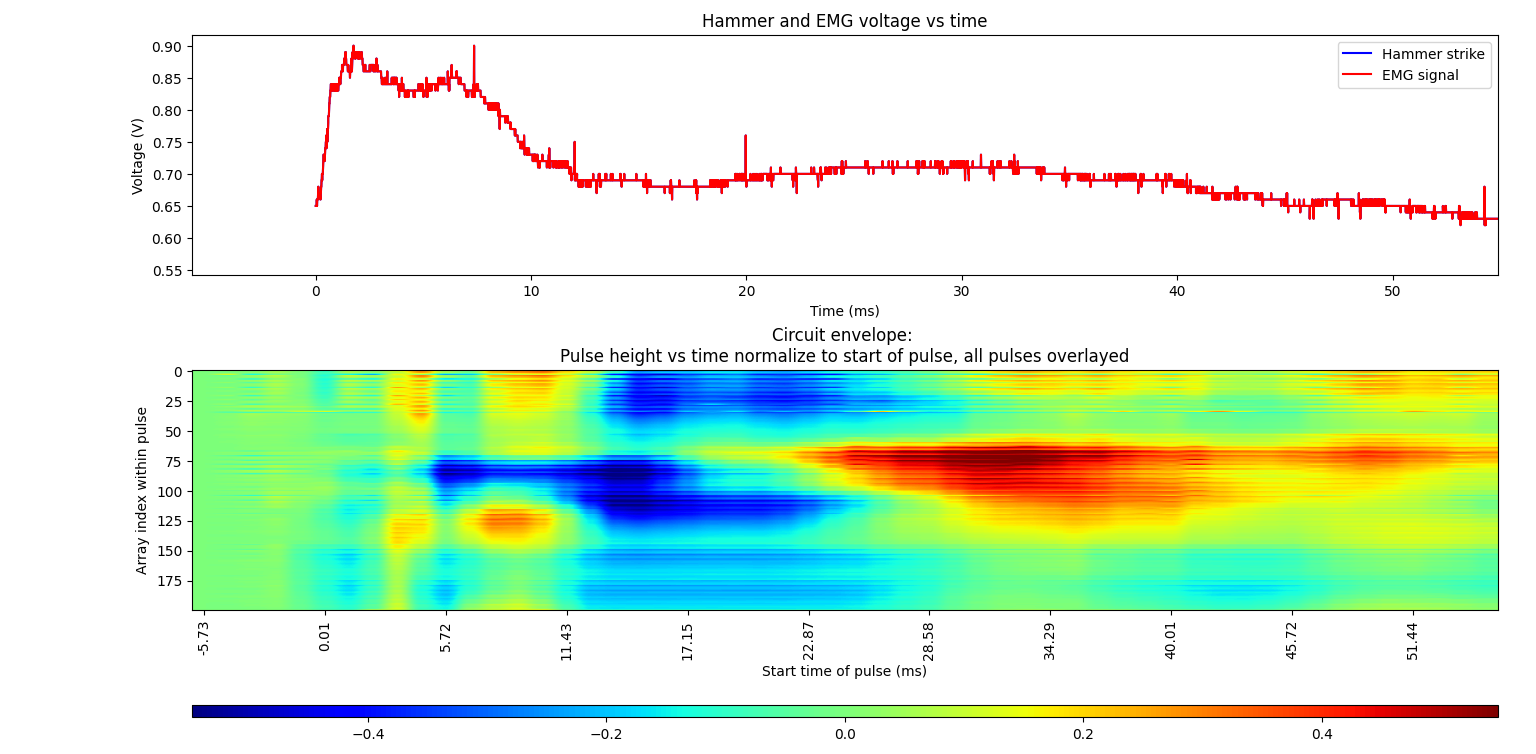 Hammer and EMG voltage vs time
Hammer strike
EMG signal
Voltage (V)
0.90
0.85
0.80
0.75
0.70
0.65
0.60
0.55
0 10 20 30 40 50
Time (ms)
Circuit envelope:
Pulse height vs time normalize to start of pulse, all pulses overlayed
Array index within pulse
0
25
50
75
100
125
150
175
-5.73 0.01 5.72 11.43 17.15 22.87 28.58 34.29 40.01 45.72 51.44
Start time of pulse (ms)
−0.4 −0.2 0.0 0.2 0.4